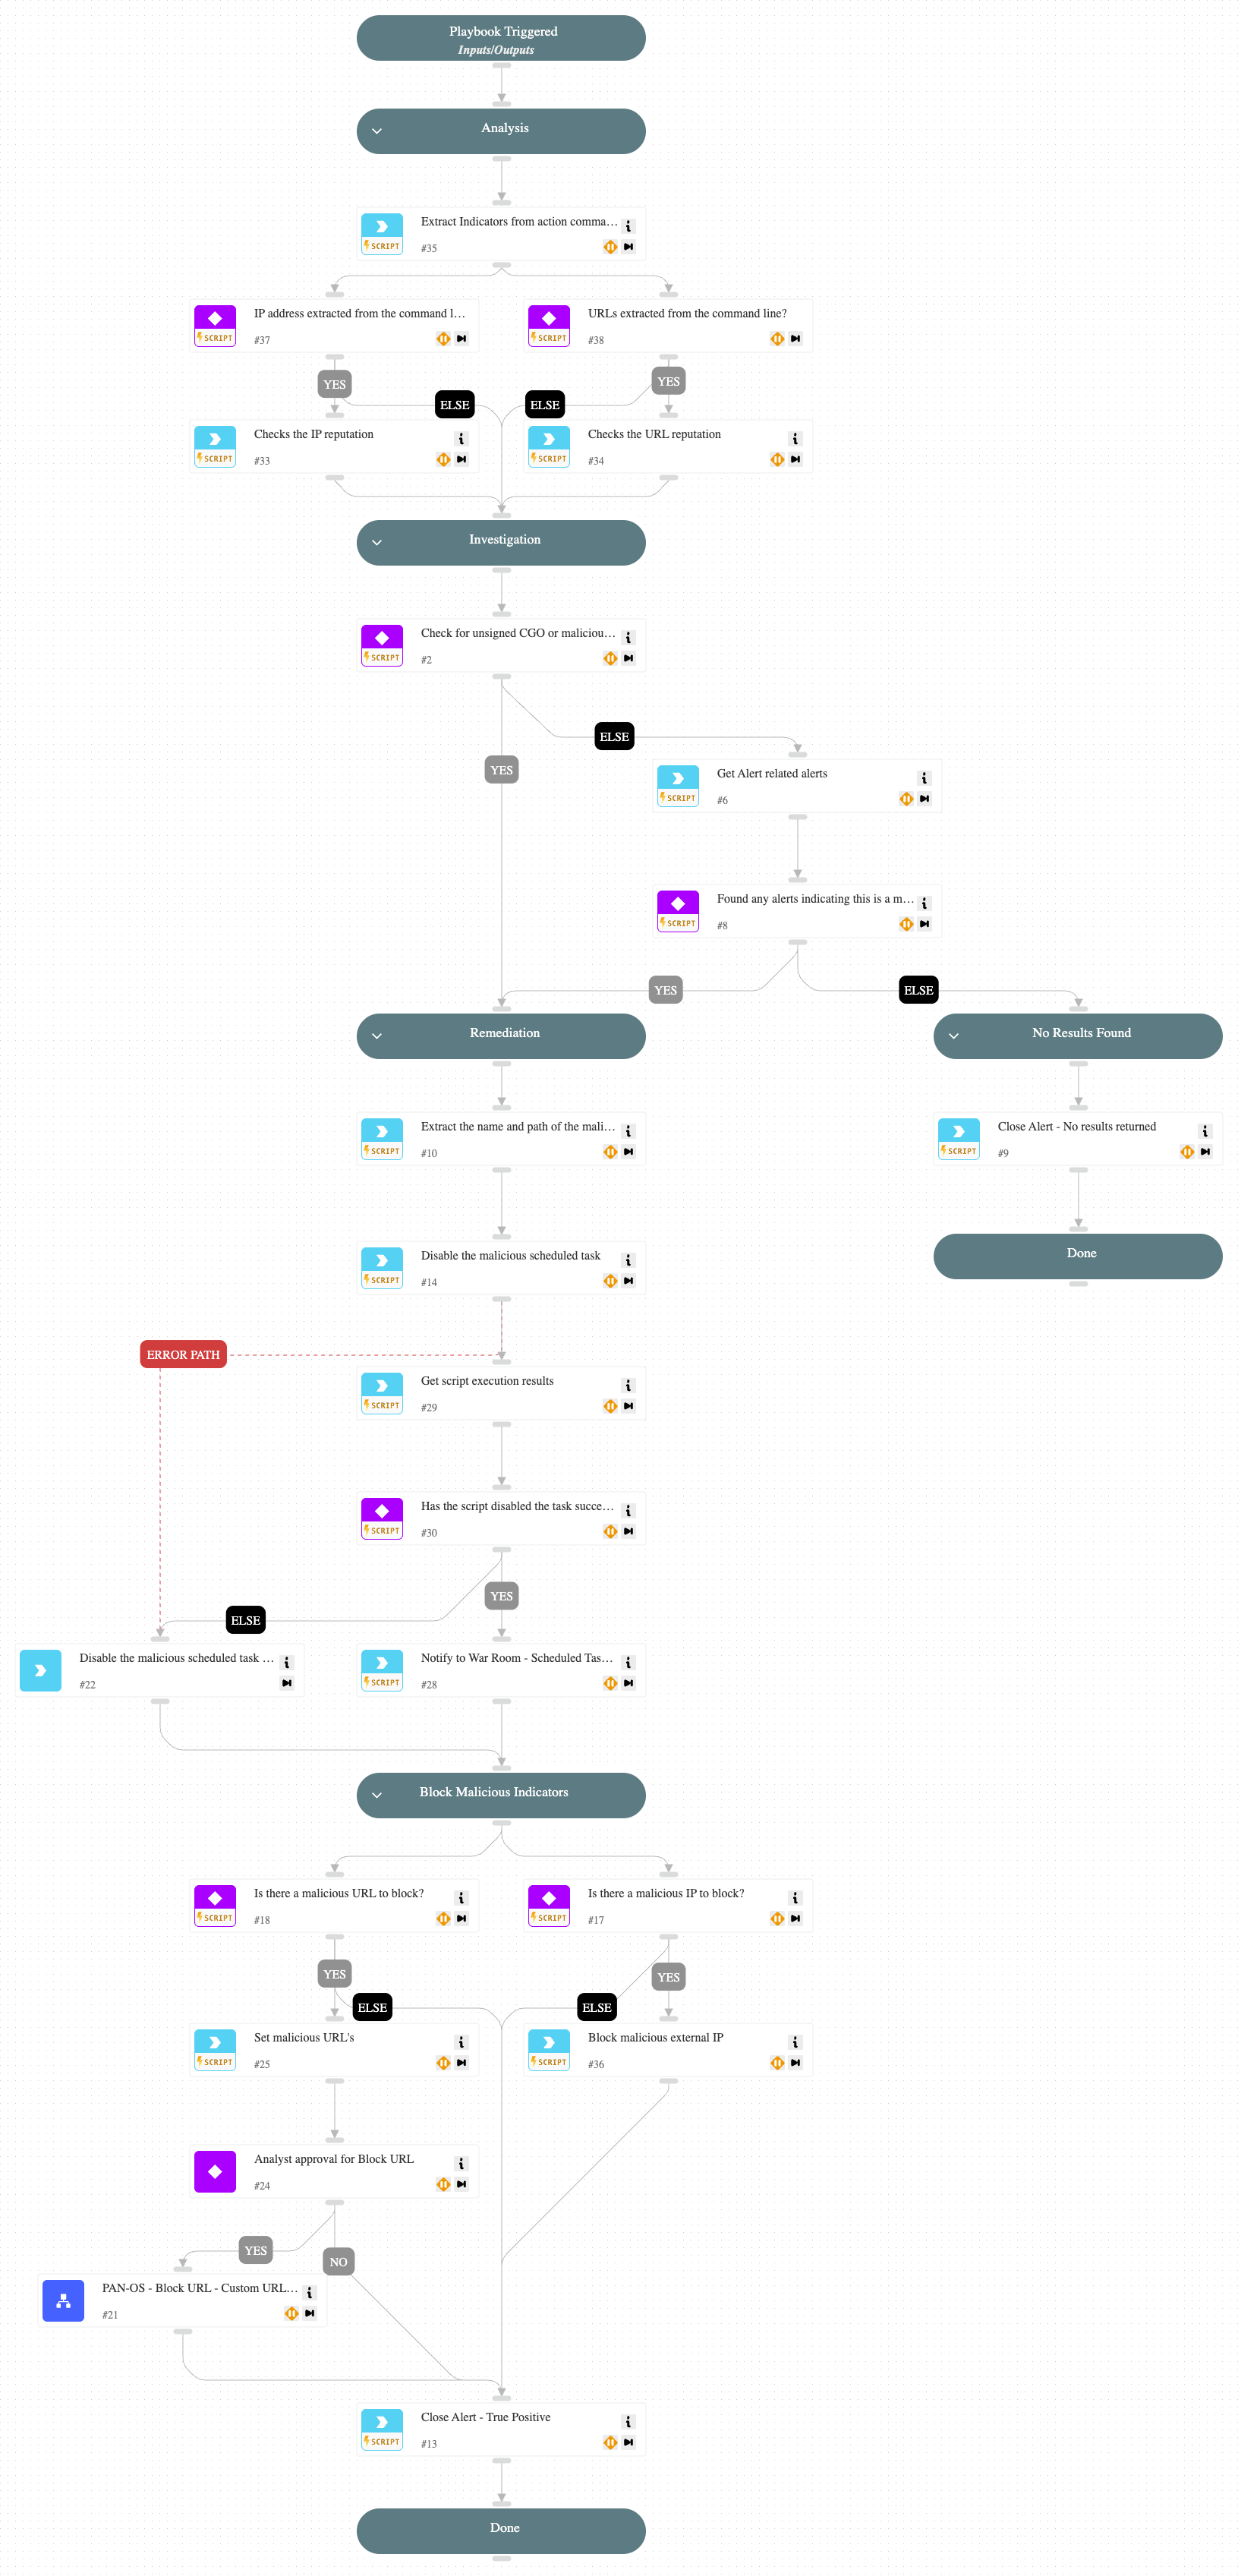 Playbook Triggered
Inputs/Outputs
Analysis
Extract Indicators from action comma…
SCRIPT
#35
IP address extracted from the command l…
SCRIPT
#37
URLs extracted from the command line?
SCRIPT
#38
YES
YES
ELSE
ELSE
Checks the IP reputation
SCRIPT
#33
Checks the URL reputation
SCRIPT
#34
Investigation
Check for unsigned CGO or maliciou…
SCRIPT
#2
ELSE
YES
Get Alert related alerts
SCRIPT
#6
Found any alerts indicating this is a m…
SCRIPT
#8
YES
ELSE
Remediation
No Results Found
Extract the name and path of the mali…
SCRIPT
#10
Close Alert - No results returned
SCRIPT
#9
Disable the malicious scheduled task
SCRIPT
#14
Done
ERROR PATH
Get script execution results
SCRIPT
#29
Has the script disabled the task succe…
SCRIPT
#30
YES
ELSE
Disable the malicious scheduled task …
#22
Notify to War Room - Scheduled Tas…
SCRIPT
#28
Block Malicious Indicators
Is there a malicious URL to block?
SCRIPT
#18
Is there a malicious IP to block?
SCRIPT
#17
YES
YES
ELSE
ELSE
Set malicious URL's
SCRIPT
#25
Block malicious external IP
SCRIPT
#36
Analyst approval for Block URL
#24
YES
NO
PAN-OS - Block URL - Custom URL…
#21
Close Alert - True Positive
SCRIPT
#13
Done